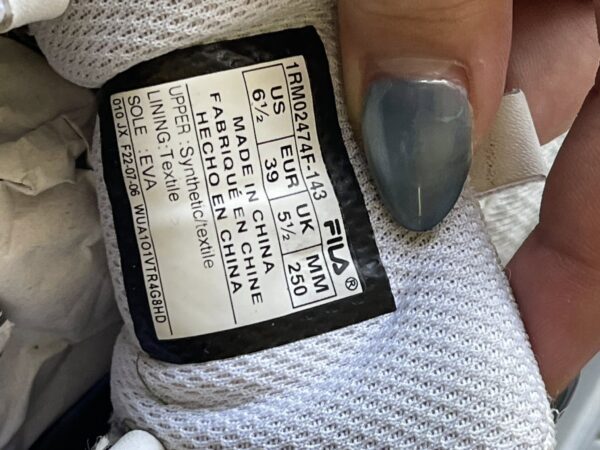 FILA®
1RM02474F-143
US EUR UK MM
6½ 39 5½ 250
MADE IN CHINA
FABRIQUÉ EN CHINE
HECHO EN CHINA
UPPER :Synthetic/textile
LINING:Textile
SOLE :EVA
010 JX F22-07-06 WUA101VTR4G8HD